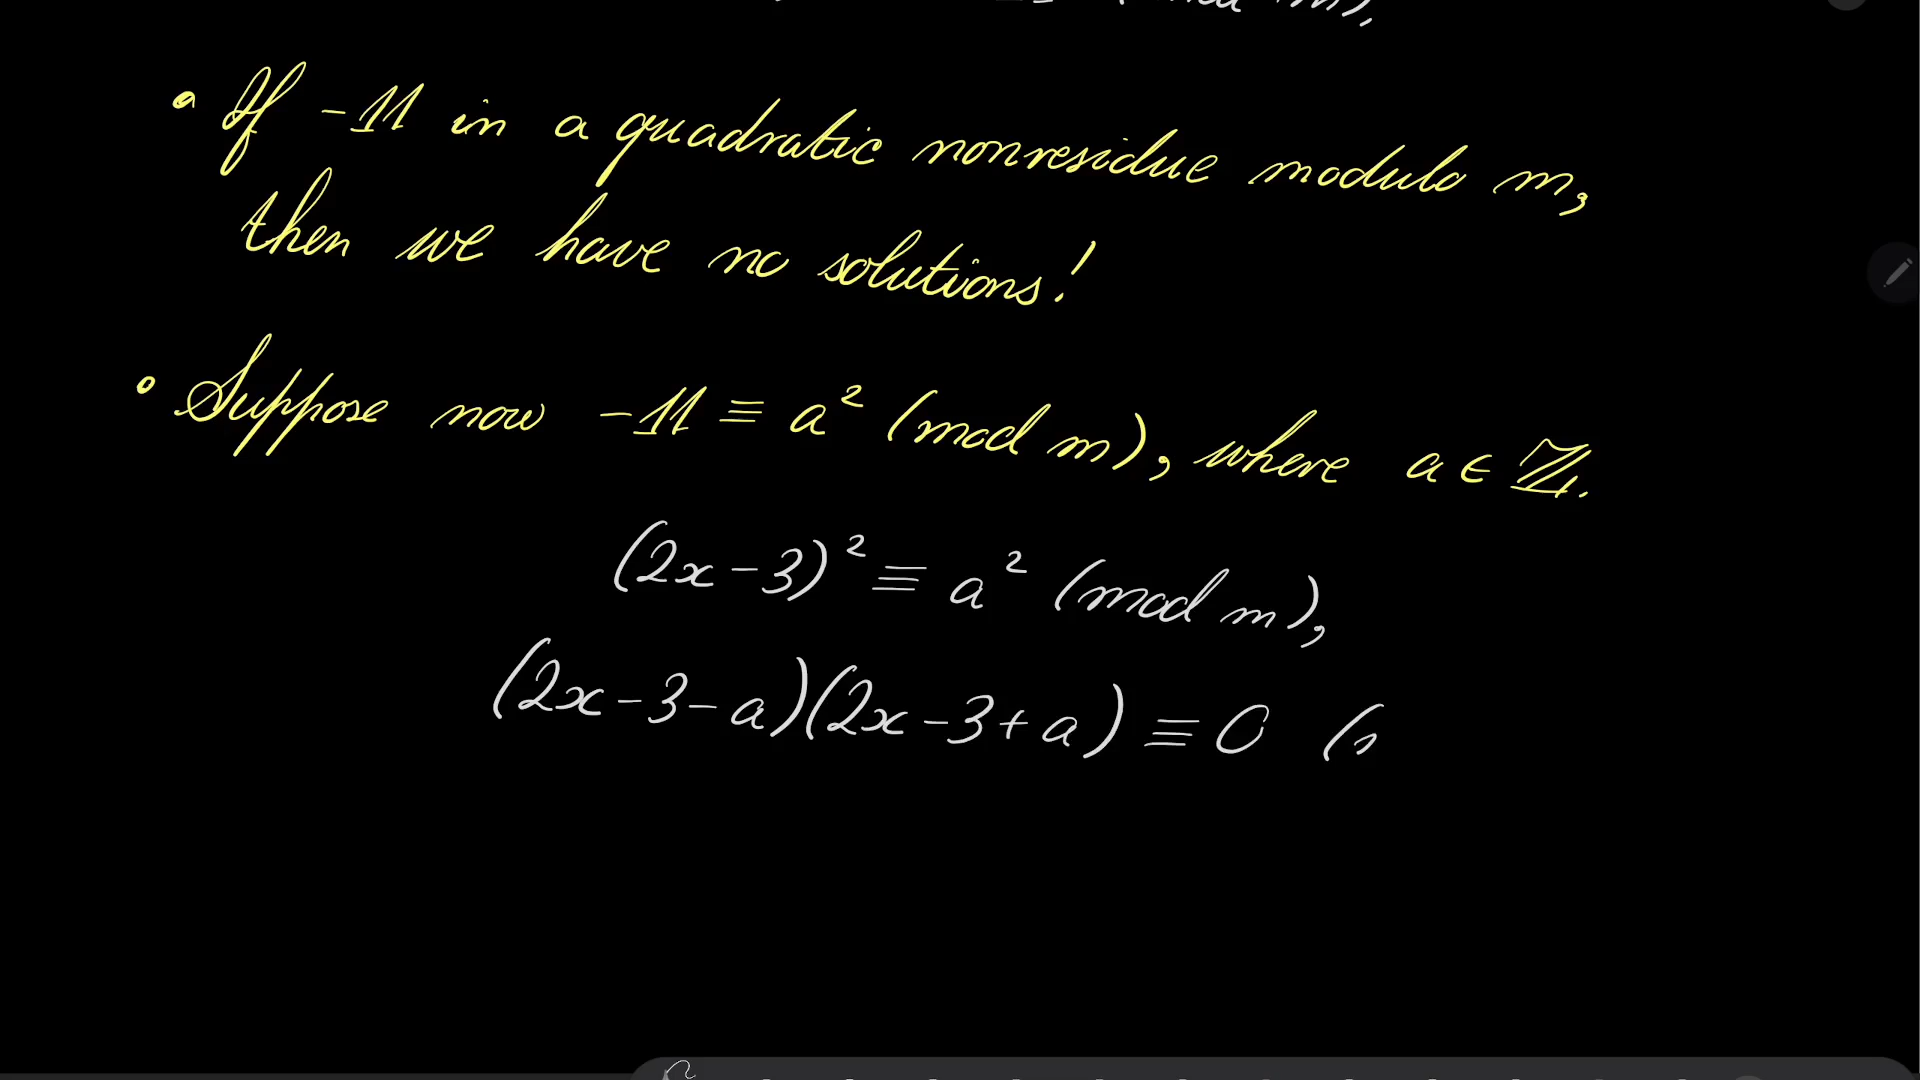 • If -11 in a quadratic nonresidue modulo m,
then we have no solutions!
• Suppose now -11 ≡ a² (mod m), where a ∈ ℤ.
(2x-3)² ≡ a² (mod m),
(2x-3-a)(2x-3+a) ≡ 0 (